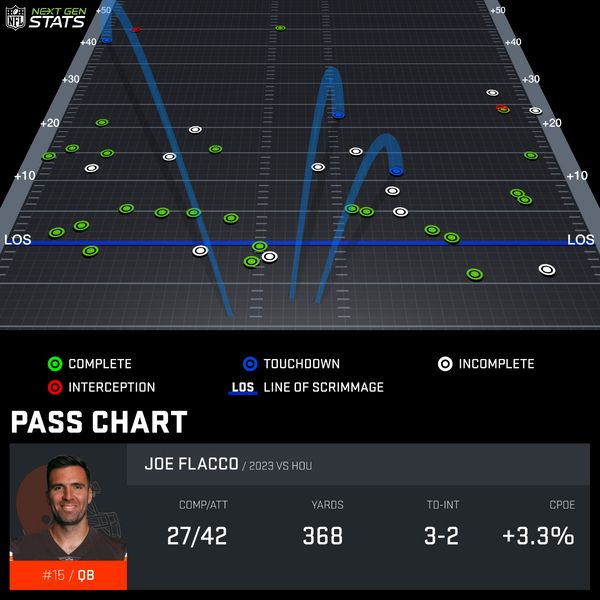 NFL NEXT GEN STATS
+50 +50
+40 +40
+30 +30
+20 +20
+10 +10
LOS LOS
COMPLETE TOUCHDOWN INCOMPLETE
INTERCEPTION LOS LINE OF SCRIMMAGE
PASS CHART
JOE FLACCO / 2023 VS HOU
COMP/ATT YARDS TD-INT CPOE
27/42 368 3-2 +3.3%
#15 / QB